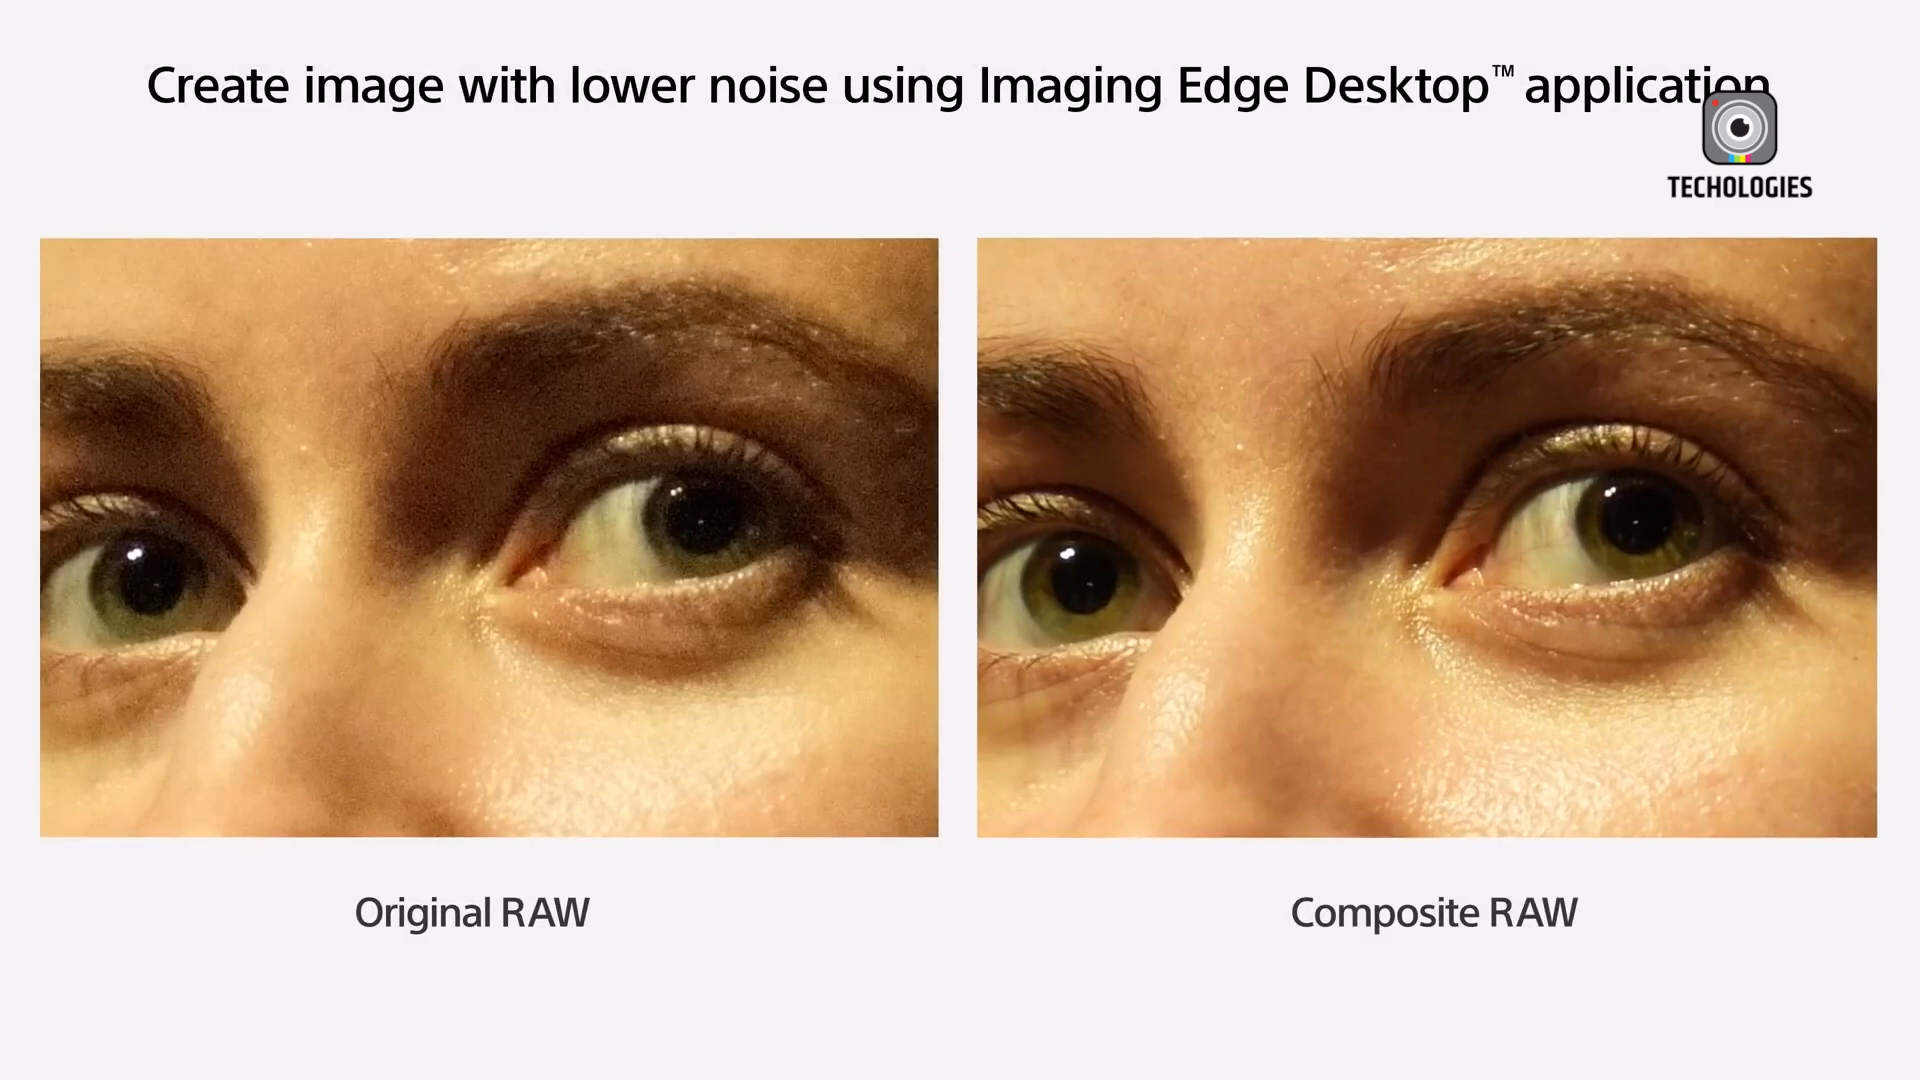 Create image with lower noise using Imaging Edge Desktop™ application
TECHOLOGIES
Original RAW
Composite RAW